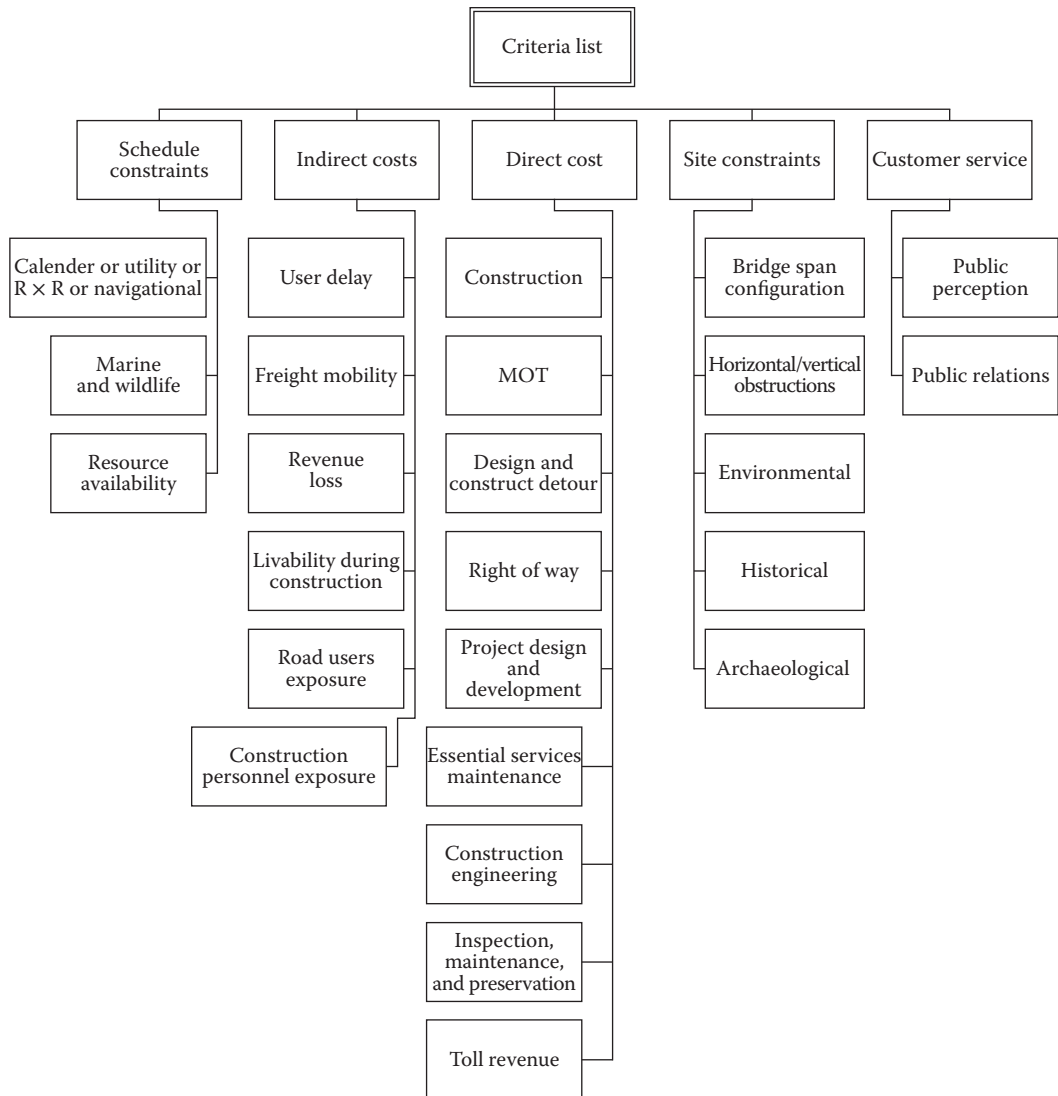 Criteria list
Schedule
constraints
Indirect costs
Direct cost
Site constraints
Customer service
Calender or utility or
R × R or navigational
Marine
and wildlife
Resource
availability
User delay
Freight mobility
Revenue
loss
Livability during
construction
Road users
exposure
Construction
personnel exposure
Construction
MOT
Design and
construct detour
Right of way
Project design
and
development
Essential services
maintenance
Construction
engineering
Inspection,
maintenance,
and preservation
Toll revenue
Bridge span
configuration
Horizontal/vertical
obstructions
Environmental
Historical
Archaeological
Public
perception
Public relations